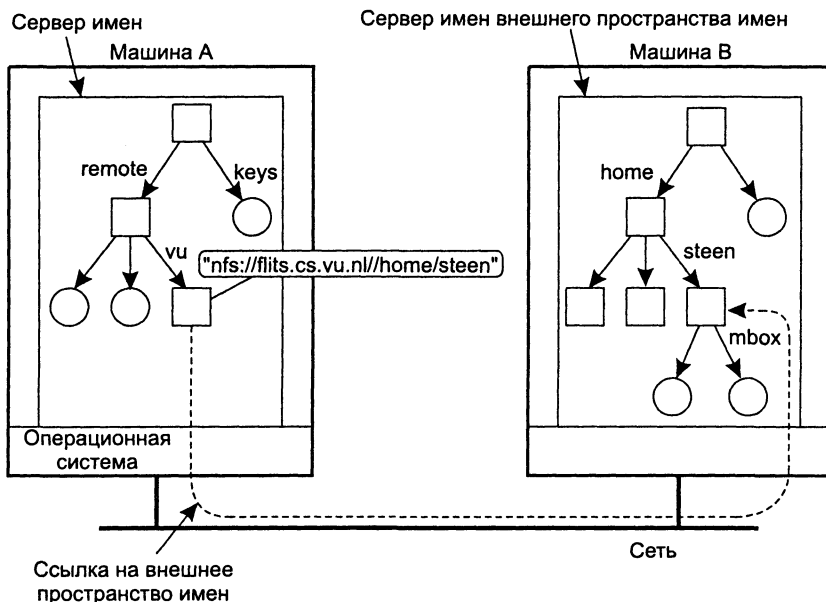 Сервер имен
Сервер имен внешнего пространства имен
Машина А
Машина В
remote
keys
home
vu
steen
"nfs://flits.cs.vu.nl//home/steen"
mbox
Операционная
система
Сеть
Ссылка на внешнее
пространство имен